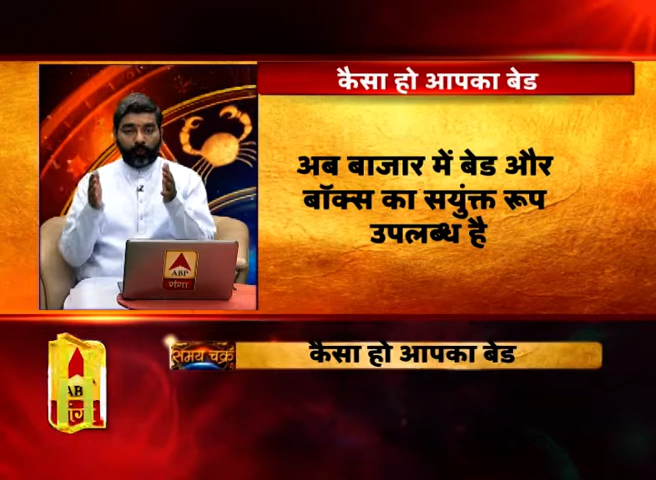 कैसा हो आपका बेड
अब बाजार में बेड और
बॉक्स का सयुंक्त रूप
उपलब्ध है
ABP
गंगा
समय चक्र
कैसा हो आपका बेड